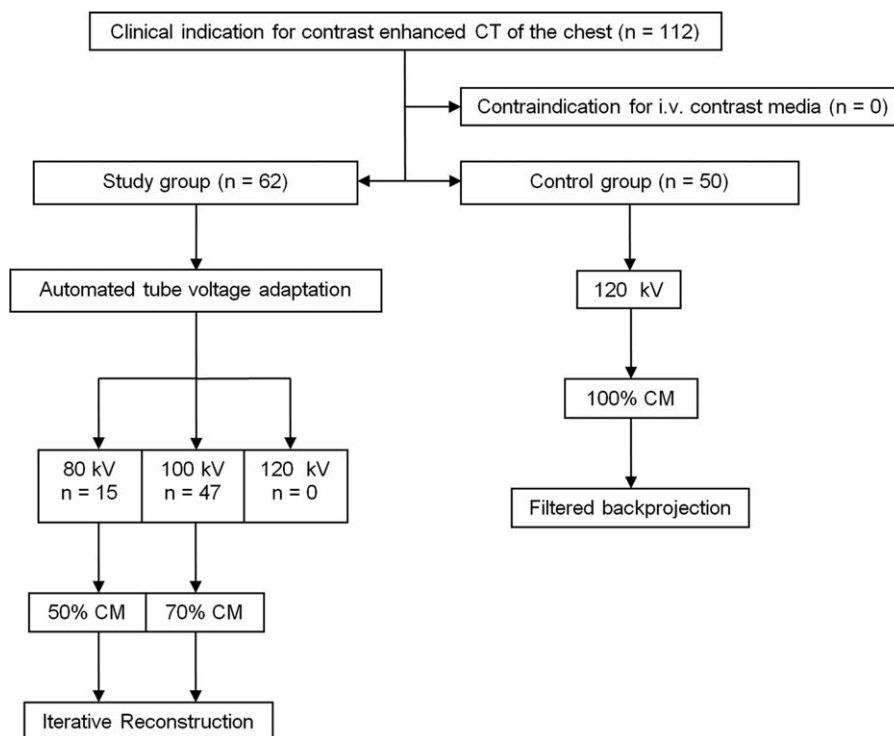 Clinical indication for contrast enhanced CT of the chest (n = 112)
Contraindication for i.v. contrast media (n = 0)
Study group (n = 62)
Control group (n = 50)
Automated tube voltage adaptation
120 kV
100% CM
80 kV
n = 15
100 kV
n = 47
120 kV
n = 0
Filtered backprojection
50% CM
70% CM
Iterative Reconstruction